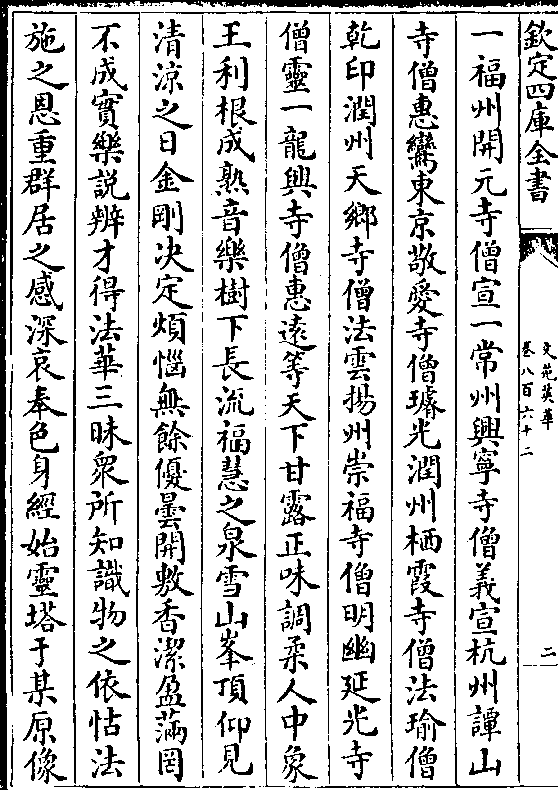 欽定四庫全書
文苑英華
卷八百六十二
二
一福州開元寺僧宣一常州興寧寺僧義宣杭州譚山
寺僧惠鸞東京敬愛寺僧璿光潤州栖霞寺僧法瑜僧
乾印潤州天鄉寺僧法雲揚州崇福寺僧明幽延光寺
僧靈一龍興寺僧惠遠等天下甘露正味調柔人中象
王利根成熟音樂樹下長流福慧之泉雪山峯頂仰見
清涼之日金剛决定煩惱無餘優曇開敷香潔盈滿罔
不成實樂説辨才得法華三昧衆所知識物之依怙法
施之恩重群居之感深哀奉色身經始靈塔于某原像